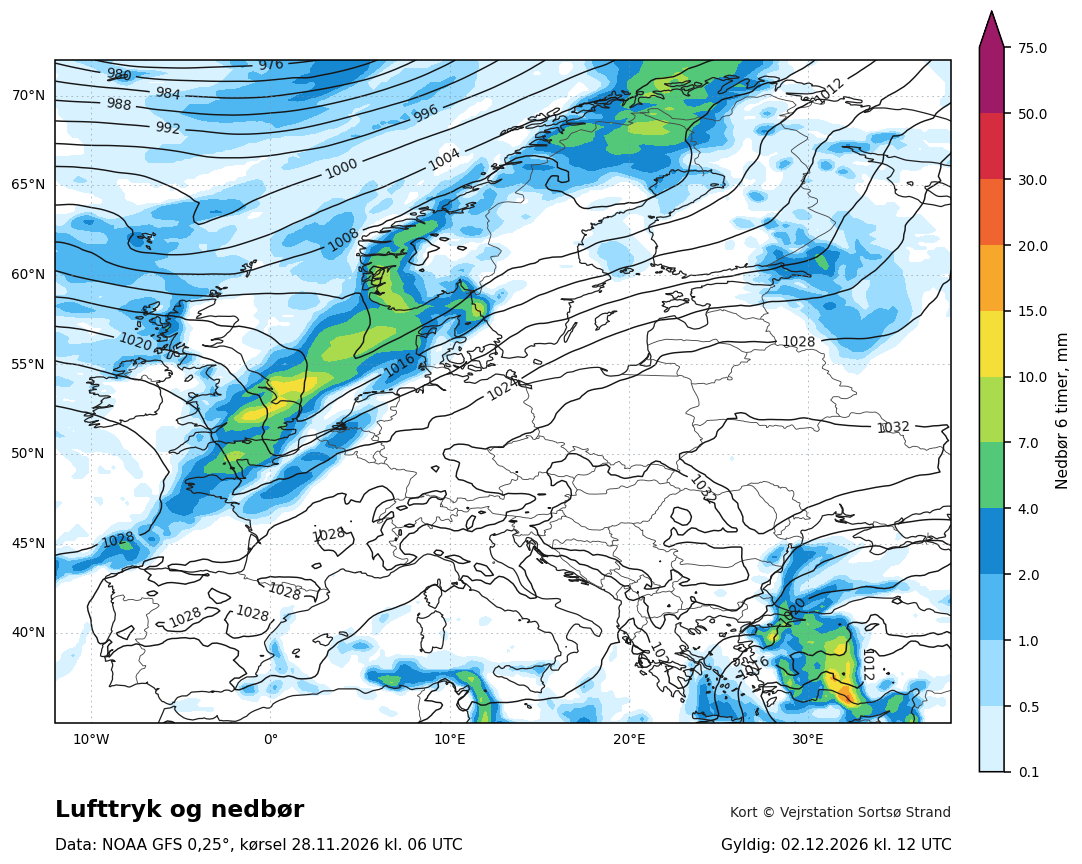 976
980
984
988
992
996
1000
1004
1008
1012
1016
1020
1024
1028
1032
1032
1028
1028
1028
1028
1028
1020
1012
70°N
65°N
60°N
55°N
50°N
45°N
40°N
10°W
0°
10°E
20°E
30°E
75.0
50.0
30.0
20.0
15.0
10.0
7.0
4.0
2.0
1.0
0.5
0.1
Nedbør 6 timer, mm
Lufttryk og nedbør
Kort © Vejrstation Sortsø Strand
Data: NOAA GFS 0,25°, kørsel 28.11.2026 kl. 06 UTC
Gyldig: 02.12.2026 kl. 12 UTC